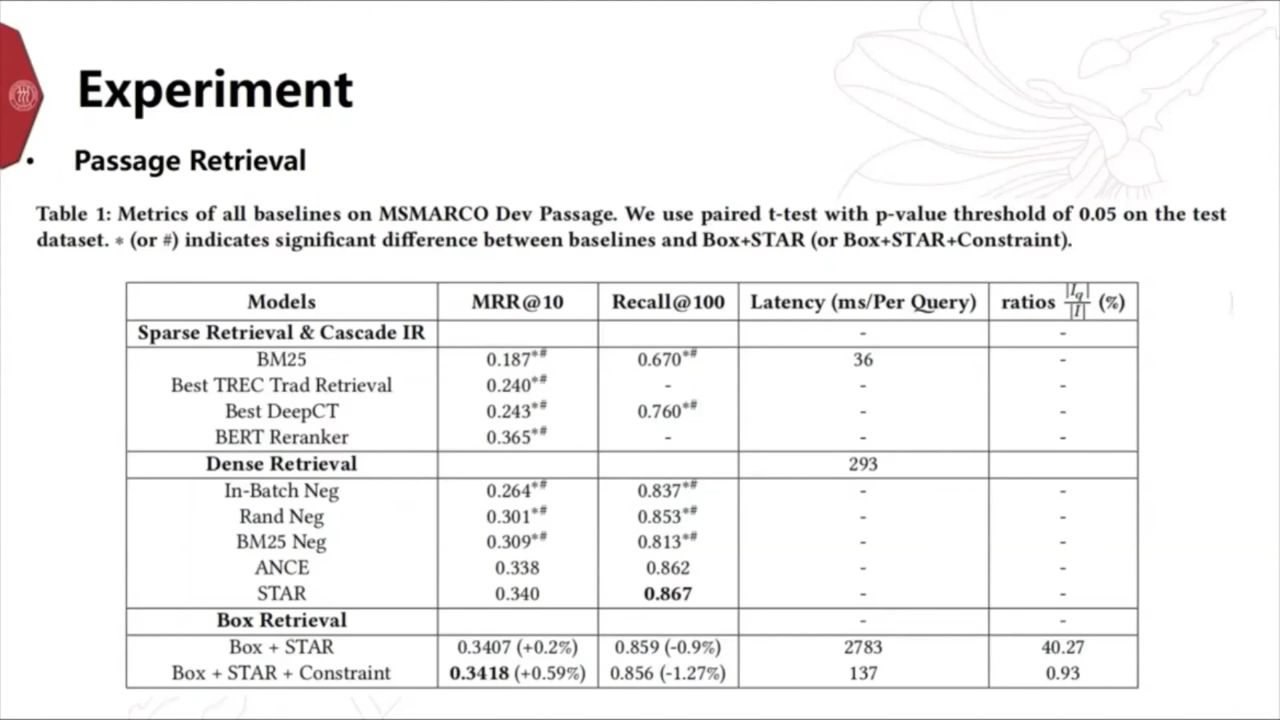 Experiment
• Passage Retrieval
Table 1: Metrics of all baselines on MSMARCO Dev Passage. We use paired t-test with p-value threshold of 0.05 on the test
dataset. * (or #) indicates significant difference between baselines and Box+STAR (or Box+STAR+Constraint).
Models MRR@10 Recall@100 Latency (ms/Per Query) ratios |I_q|/|I| (%)
Sparse Retrieval & Cascade IR - -
BM25 0.187*# 0.670*# 36 -
Best TREC Trad Retrieval 0.240*# - - -
Best DeepCT 0.243*# 0.760*# - -
BERT Reranker 0.365*# - - -
Dense Retrieval 293
In-Batch Neg 0.264*# 0.837*# - -
Rand Neg 0.301*# 0.853*# - -
BM25 Neg 0.309*# 0.813*# - -
ANCE 0.338 0.862 - -
STAR 0.340 0.867 - -
Box Retrieval - -
Box + STAR 0.3407 (+0.2%) 0.859 (-0.9%) 2783 40.27
Box + STAR + Constraint 0.3418 (+0.59%) 0.856 (-1.27%) 137 0.93